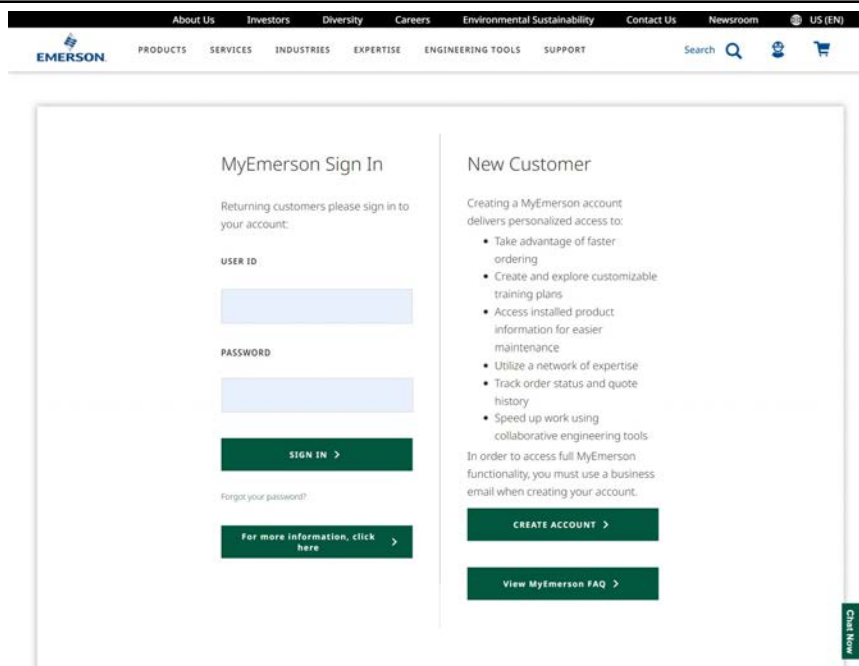 About Us Investors Diversity Careers Environmental Sustainability Contact Us Newsroom US (EN)
EMERSON PRODUCTS SERVICES INDUSTRIES EXPERTISE ENGINEERING TOOLS SUPPORT Search
MyEmerson Sign In
Returning customers please sign in to
your account:
USER ID
PASSWORD
SIGN IN >
Forgot your password?
For more information, click
here >
New Customer
Creating a MyEmerson account
delivers personalized access to:
• Take advantage of faster
ordering
• Create and explore customizable
training plans
• Access installed product
information for easier
maintenance
• Utilize a network of expertise
• Track order status and quote
history
• Speed up work using
collaborative engineering tools
In order to access full MyEmerson
functionality, you must use a business
email when creating your account.
CREATE ACCOUNT >
View MyEmerson FAQ >
Chat Now